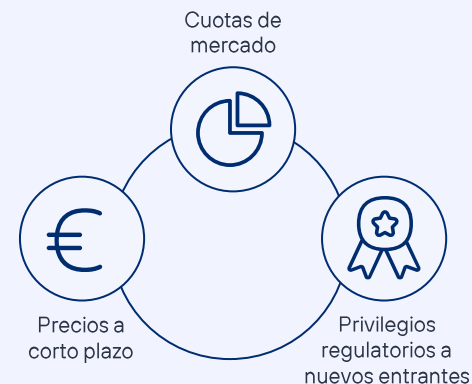 Cuotas de
mercado
Precios a
corto plazo
Privilegios
regulatorios a
nuevos entrantes